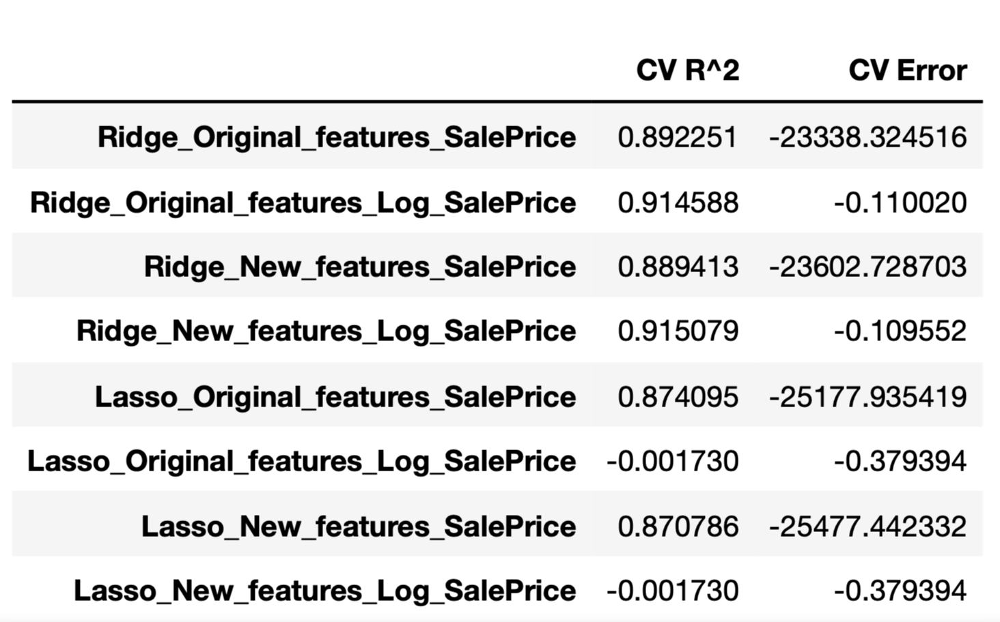 CV R^2 CV Error
Ridge_Original_features_SalePrice 0.892251 -23338.324516
Ridge_Original_features_Log_SalePrice 0.914588 -0.110020
Ridge_New_features_SalePrice 0.889413 -23602.728703
Ridge_New_features_Log_SalePrice 0.915079 -0.109552
Lasso_Original_features_SalePrice 0.874095 -25177.935419
Lasso_Original_features_Log_SalePrice -0.001730 -0.379394
Lasso_New_features_SalePrice 0.870786 -25477.442332
Lasso_New_features_Log_SalePrice -0.001730 -0.379394